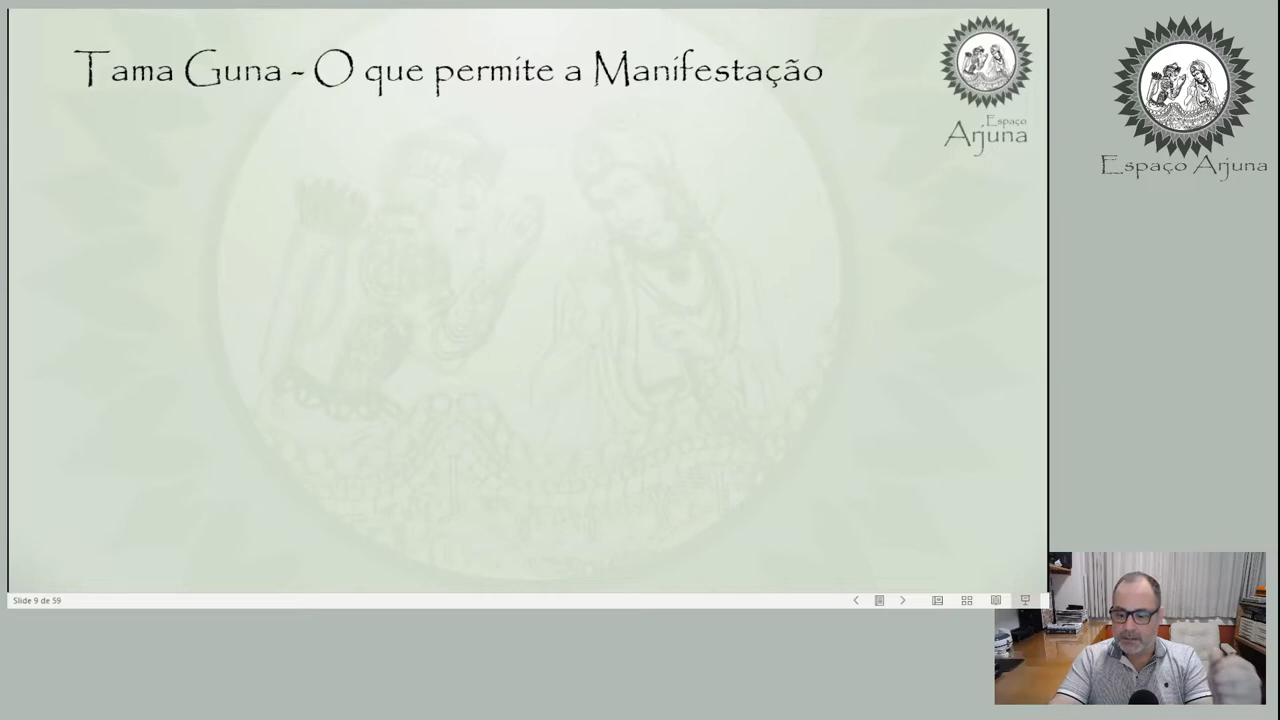 Tama Guna - O que permite a Manifestação
Espaço
Arjuna
Espaço Arjuna
Slide 9 de 59